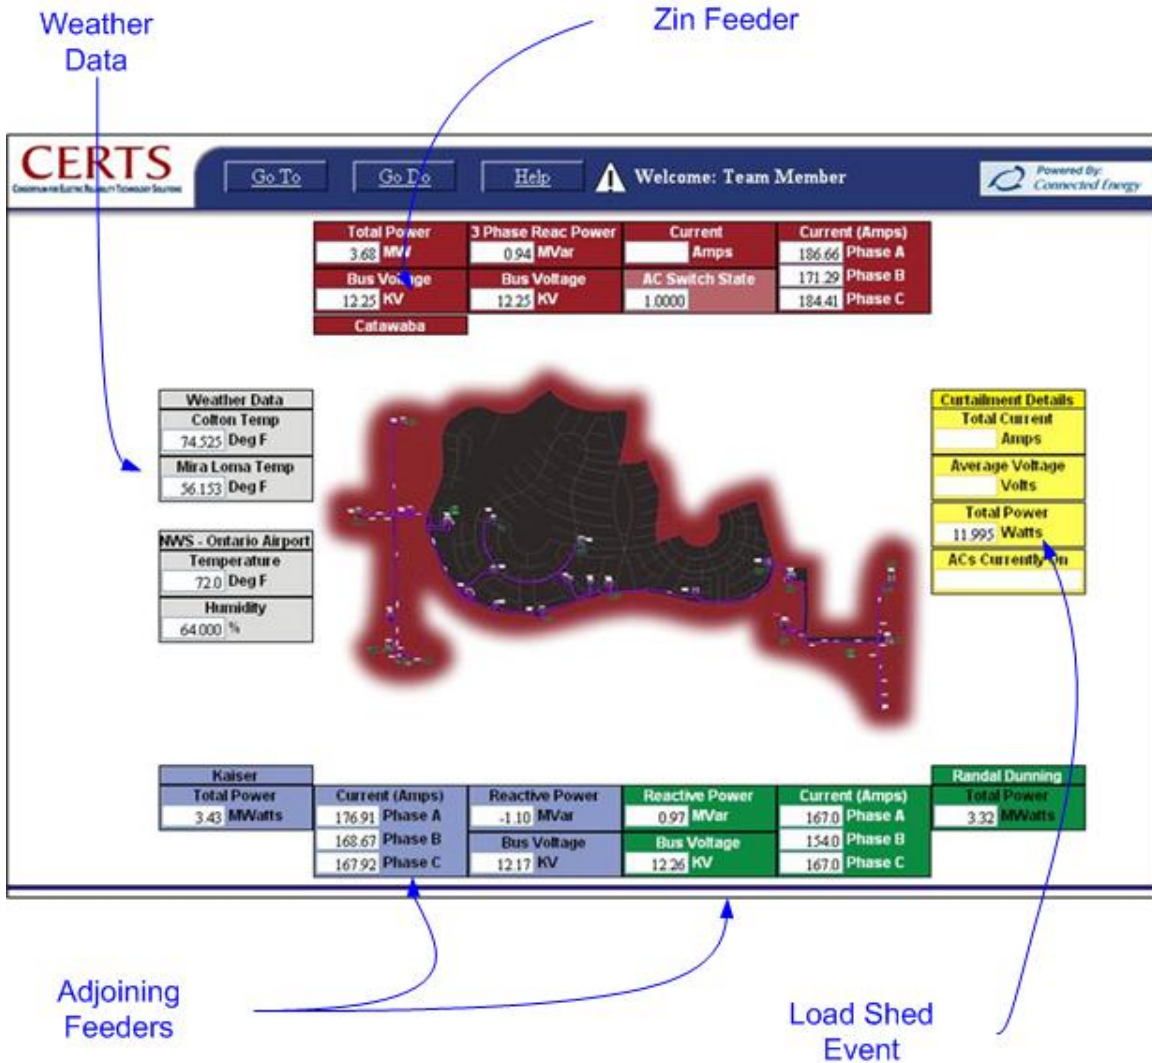 Weather
Data
Zin Feeder
CERTS
CONSORTIUM FOR ELECTRIC RELIABILITY TECHNOLOGY SOLUTIONS
Go To
Go Do
Help
Welcome: Team Member
Powered By:
Connected Energy
Total Power
3.68 MW
3 Phase Reac Power
0.94 MVar
Current
Amps
Current (Amps)
186.66 Phase A
171.29 Phase B
184.41 Phase C
Bus Voltage
12.25 KV
Bus Voltage
12.25 KV
AC Switch State
1.0000
Catawaba
Weather Data
Colton Temp
74.525 Deg F
Mira Loma Temp
56.153 Deg F
NWS - Ontario Airport
Temperature
72.0 Deg F
Humidity
64.000 %
Curtailment Details
Total Current
Amps
Average Voltage
Volts
Total Power
11.995 Watts
ACs Currently On
Kaiser
Total Power
3.43 MWatts
Current (Amps)
176.91 Phase A
168.67 Phase B
167.92 Phase C
Reactive Power
-1.10 MVar
Bus Voltage
12.17 KV
Reactive Power
0.97 MVar
Bus Voltage
12.26 KV
Current (Amps)
167.0 Phase A
154.0 Phase B
167.0 Phase C
Randal Dunning
Total Power
3.32 MWatts
Adjoining
Feeders
Load Shed
Event